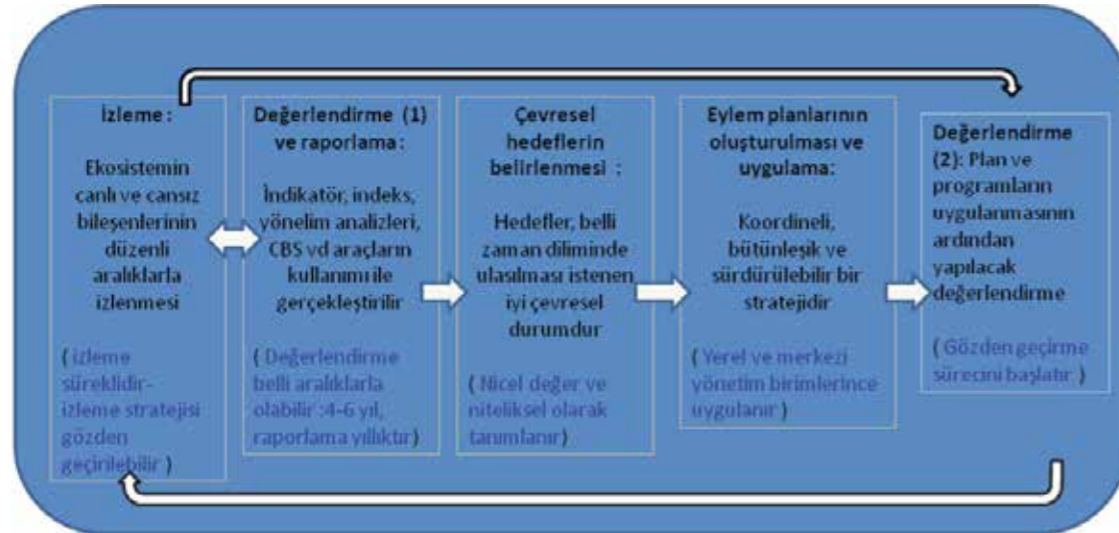 İzleme :
Ekosistemin
canlı ve cansız
bileşenlerinin
düzenli
aralıklarla
izlenmesi
( izleme
süreklidir-
izleme stratejisi
gözden
geçirilebilir )
Değerlendirme (1)
ve raporlama :
İndikatör, indeks,
yönelim analizleri,
CBS vd araçların
kullanımı ile
gerçekleştirilir
( Değerlendirme
belli aralıklarla
olabilir :4-6 yıl,
raporlama yıllıktır)
Çevresel
hedeflerin
belirlenmesi :
Hedefler, belli
zaman diliminde
ulasılması istenen
iyi çevresel
durumdur
( Nicel değer ve
niteliksel olarak
tanımlanır)
Eylem planlarının
oluşturulması ve
uygulama:
Koordineli,
bütünleşik ve
sürdürülebilir bir
stratejidir
( Yerel ve merkezi
yönetim birimlerince
uygulanır )
Değerlendirme
(2): Plan ve
programların
uygulanmasının
ardından
yapılacak
değerlendirme
( Gözden geçirme
sürecini başlatır )